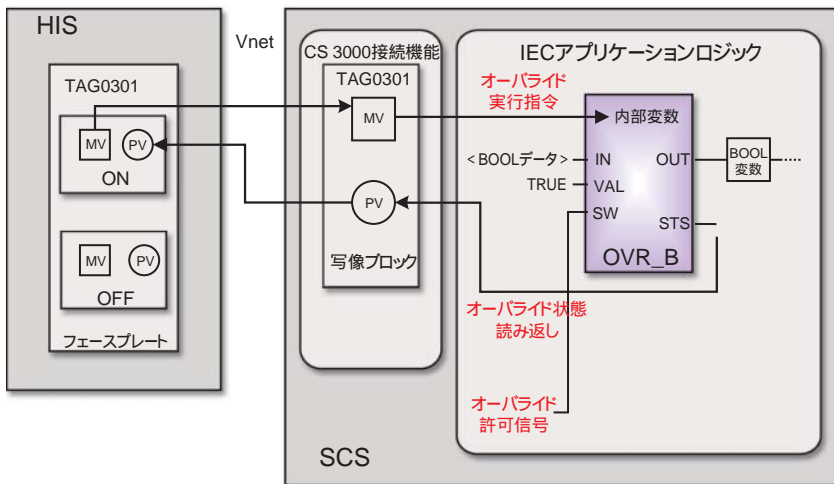 HIS
TAG0301
MV
PV
ON
MV
PV
OFF
フェースプレート
Vnet
SCS
CS 3000接続機能
TAG0301
MV
PV
写像ブロック
IECアプリケーションロジック
オーバライド
実行指令
内部変数
<BOOLデータ>
IN
OUT
BOOL
変数
TRUE
VAL
SW
STS
OVR_B
オーバライド状態
読み返し
オーバライド
許可信号